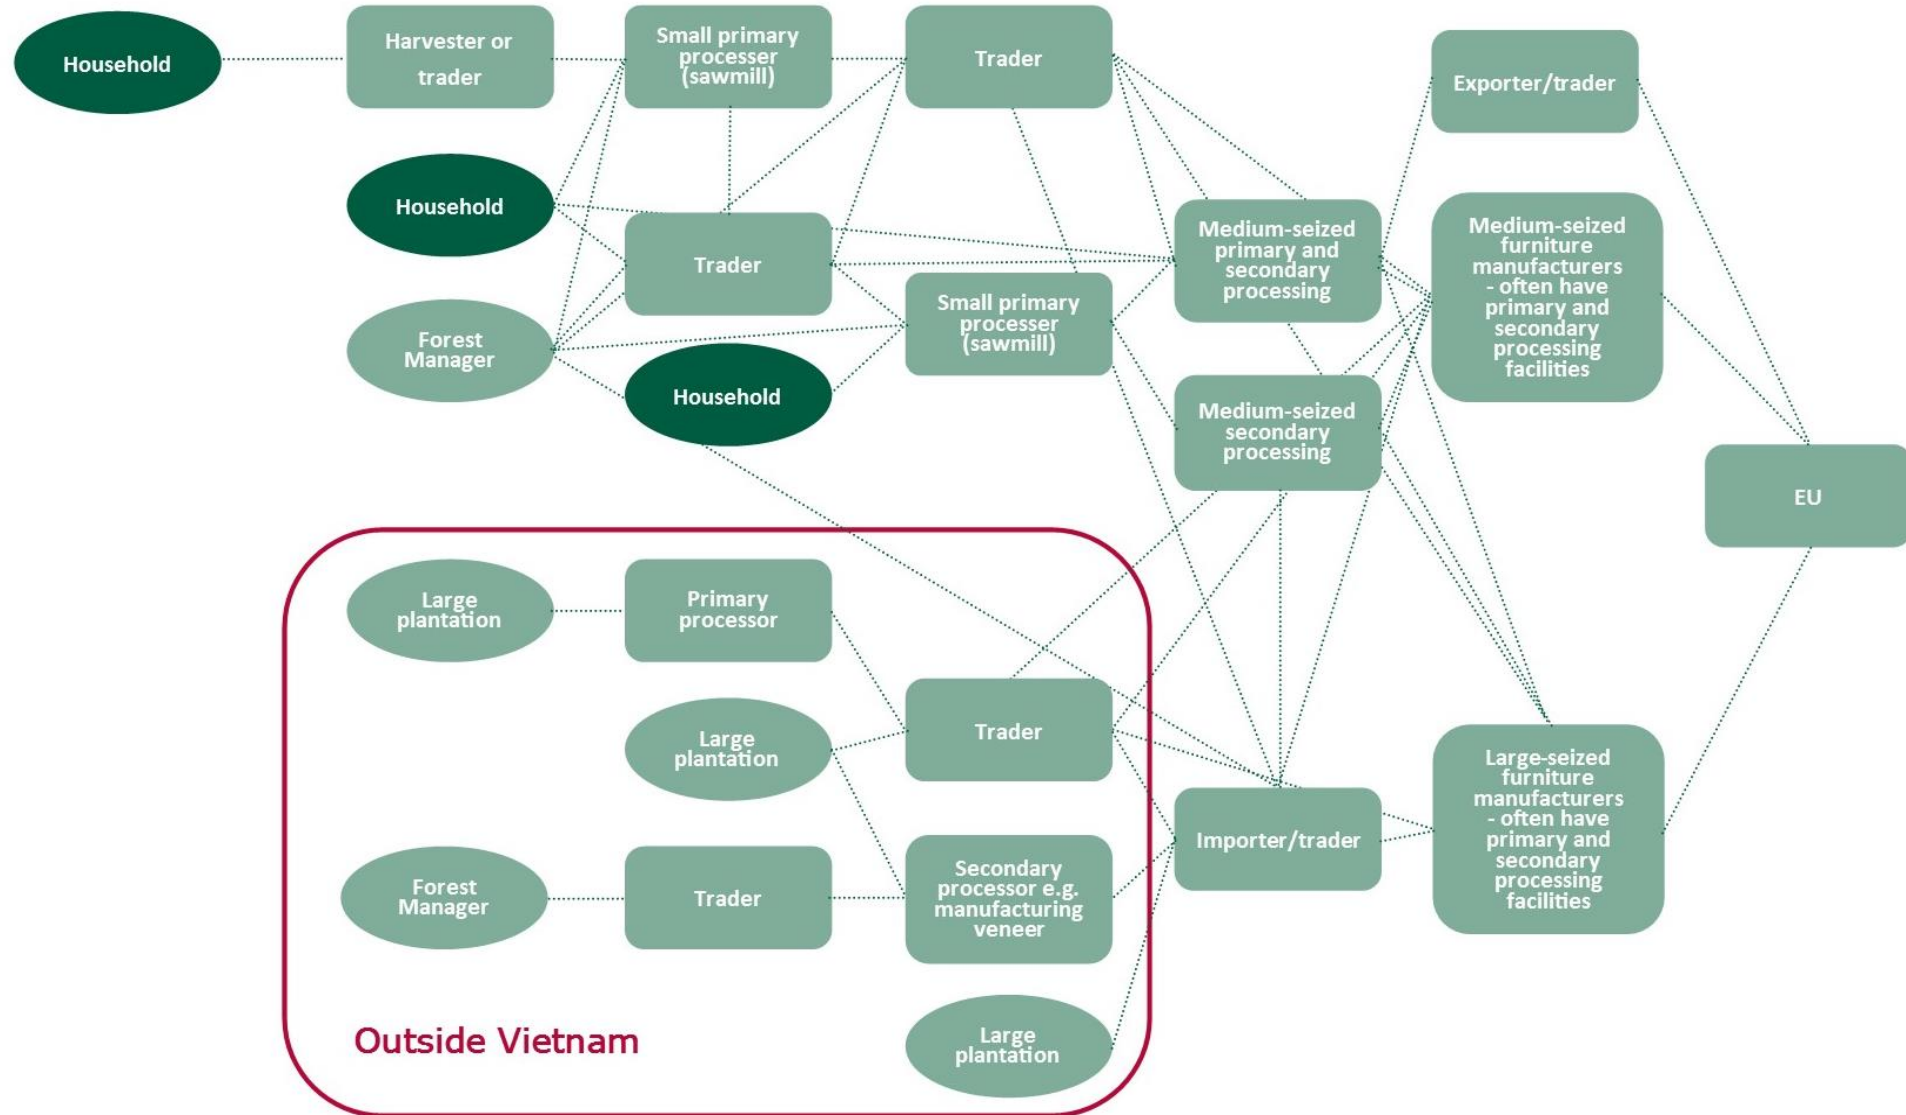 Household
Harvester or
trader
Small primary
processer
(sawmill)
Trader
Exporter/trader
Household
Trader
Medium-seized
primary and
secondary
processing
Medium-seized
furniture
manufacturers
- often have
primary and
secondary
processing
facilities
Forest
Manager
Small primary
processer
(sawmill)
Household
Medium-seized
secondary
processing
EU
Large
plantation
Primary
processor
Large
plantation
Trader
Importer/trader
Large-seized
furniture
manufacturers
- often have
primary and
secondary
processing
facilities
Forest
Manager
Trader
Secondary
processor e.g.
manufacturing
veneer
Large
plantation
Outside Vietnam